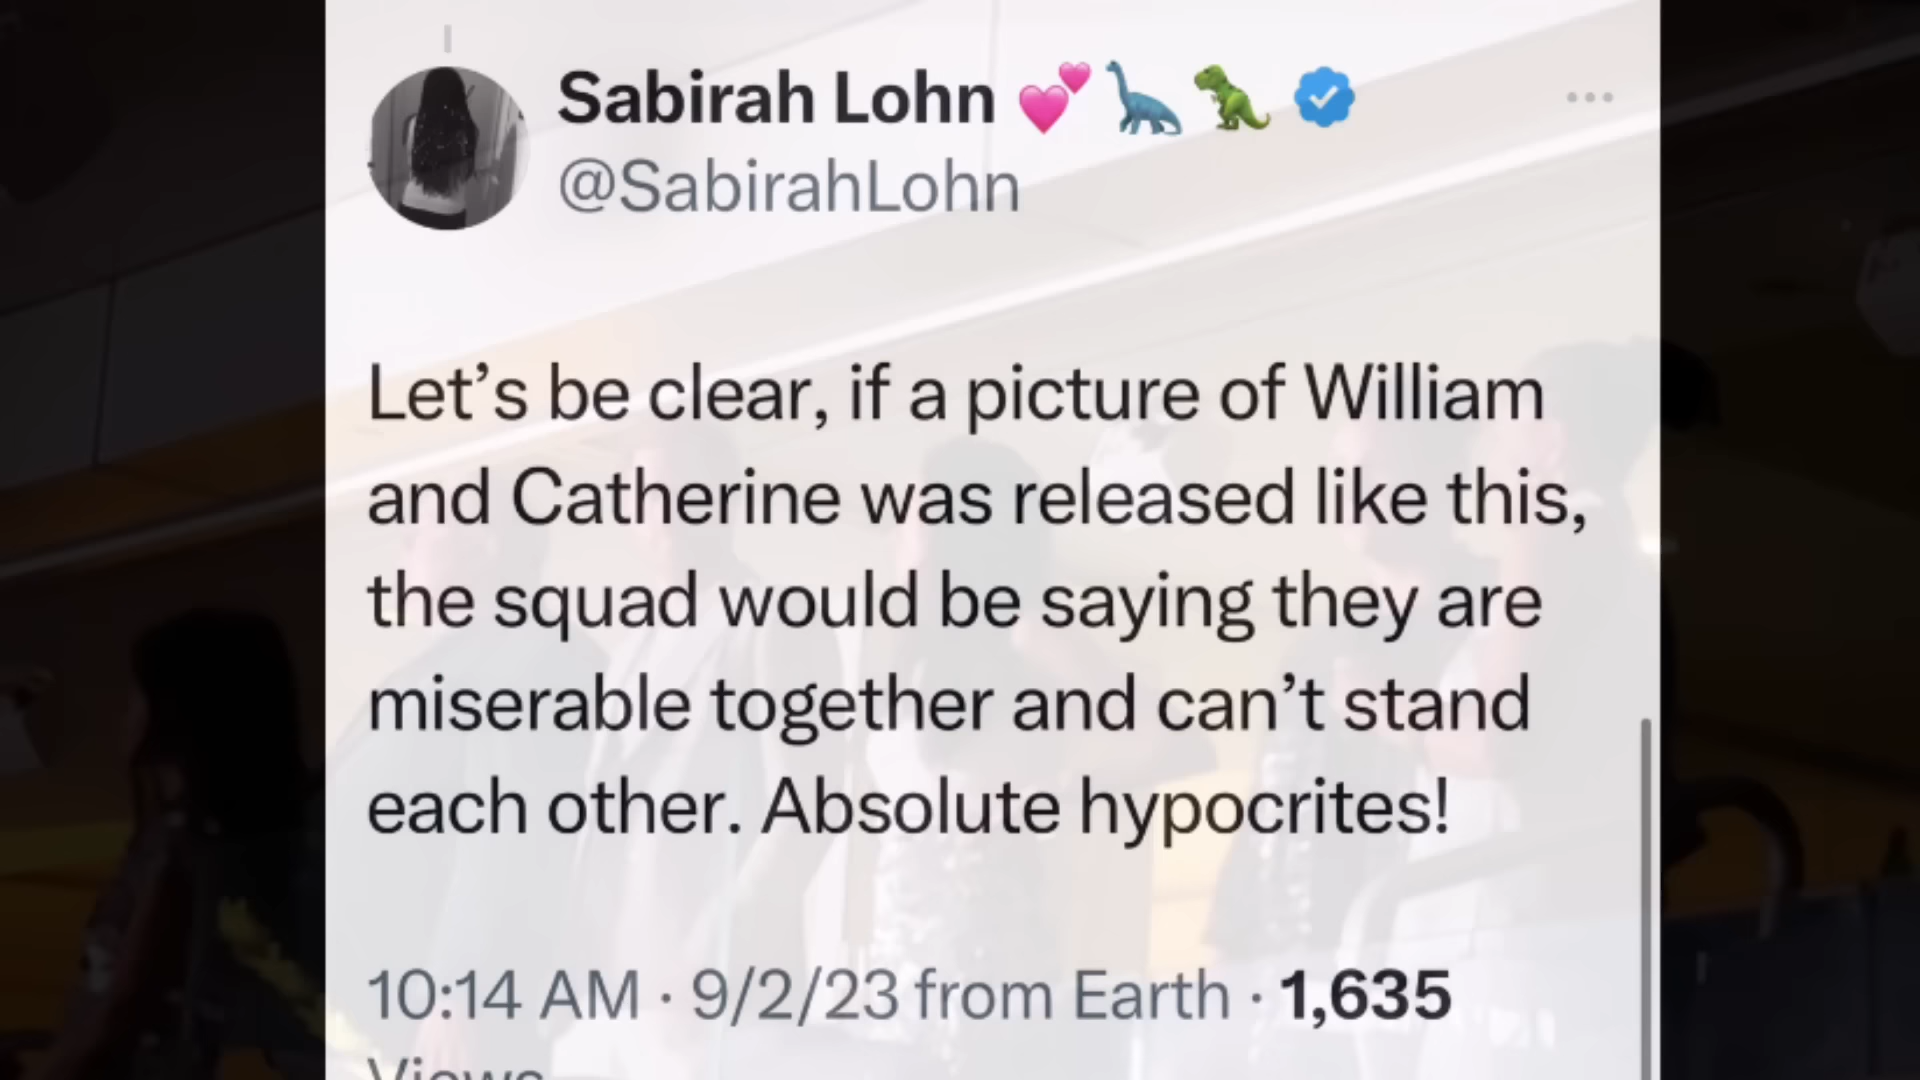 Sabirah Lohn 💕🦕🦖
@SabirahLohn
Let’s be clear, if a picture of William
and Catherine was released like this,
the squad would be saying they are
miserable together and can’t stand
each other. Absolute hypocrites!
10:14 AM · 9/2/23 from Earth · 1,635
Views